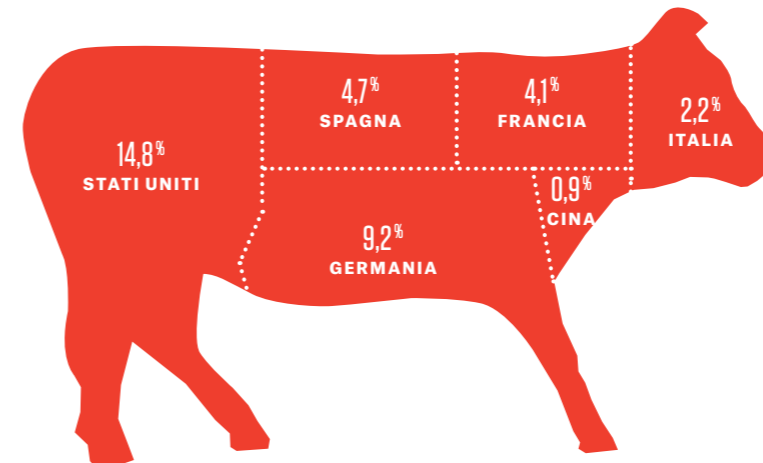 4,7%
SPAGNA
4,1%
FRANCIA
2,2%
ITALIA
14,8%
STATI UNITI
0,9%
CINA
9,2%
GERMANIA